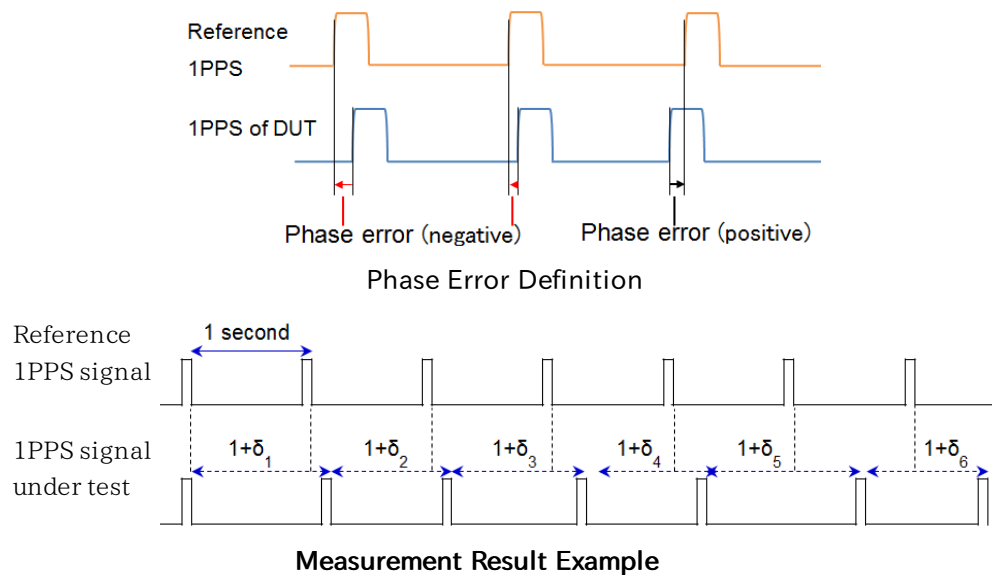 Reference
1PPS
1PPS of DUT
Phase error (negative)
Phase error (positive)
Phase Error Definition
Reference
1PPS signal
1 second
1PPS signal
under test
1+δ₁
1+δ₂
1+δ₃
1+δ₄
1+δ₅
1+δ₆
Measurement Result Example